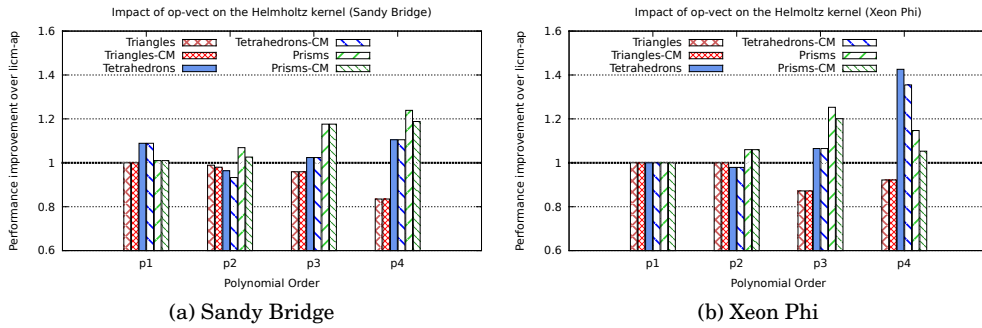 Impact of op-vect on the Helmholtz kernel (Sandy Bridge)
Performance improvement over licm-ap
1.6
1.4
1.2
1
0.8
0.6
Triangles
Triangles-CM
Tetrahedrons
Tetrahedrons-CM
Prisms
Prisms-CM
p1 p2 p3 p4
Polynomial Order
(a) Sandy Bridge
Impact of op-vect on the Helmoltz kernel (Xeon Phi)
Performance improvement over licm-ap
1.6
1.4
1.2
1
0.8
0.6
Triangles
Triangles-CM
Tetrahedrons
Tetrahedrons-CM
Prisms
Prisms-CM
p1 p2 p3 p4
Polynomial Order
(b) Xeon Phi